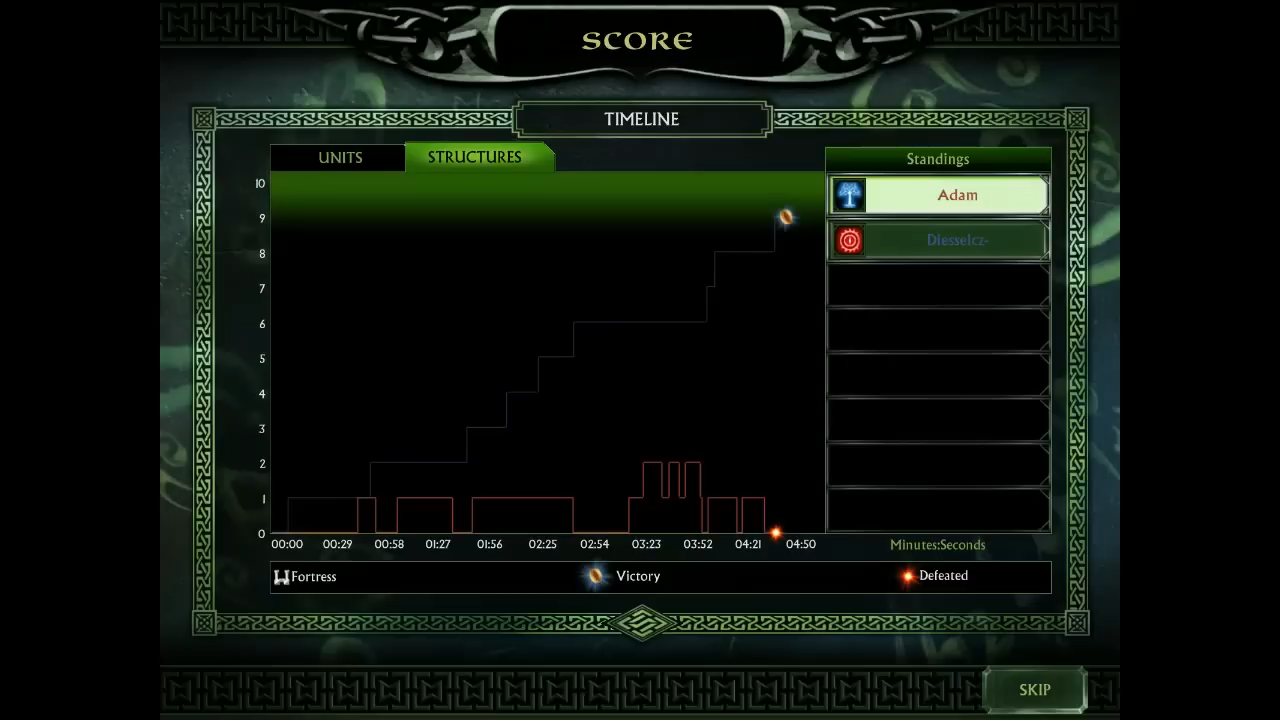 SCORE
TIMELINE
UNITS
STRUCTURES
Standings
10
9
8
7
6
5
4
3
2
1
0
Adam
Diesselcz-
00:00 00:29 00:58 01:27 01:56 02:25 02:54 03:23 03:52 04:21 04:50
Minutes:Seconds
Fortress
Victory
Defeated
SKIP